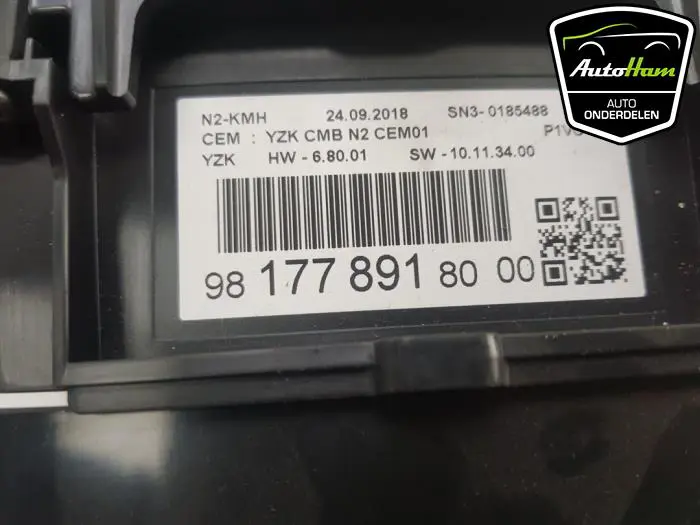 AutoHam
AUTO
ONDERDELEN
N2-KMH 24.09.2018 SN3-0185488
CEM : YZK CMB N2 CEM01
YZK HW - 6.80.01 SW - 10.11.34.00
98 177 891 80 00